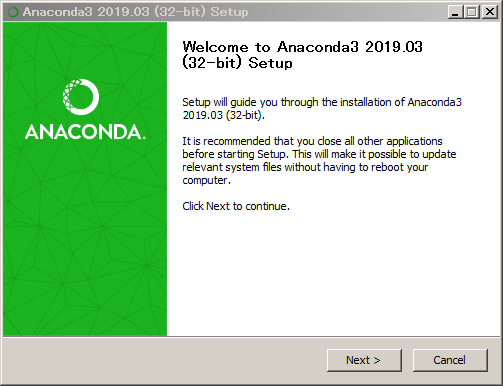 Anaconda3 2019.03 (32-bit) Setup
Welcome to Anaconda3 2019.03
(32-bit) Setup
ANACONDA.
Setup will guide you through the installation of Anaconda3
2019.03 (32-bit).
It is recommended that you close all other applications
before starting Setup. This will make it possible to update
relevant system files without having to reboot your
computer.
Click Next to continue.
Next >
Cancel